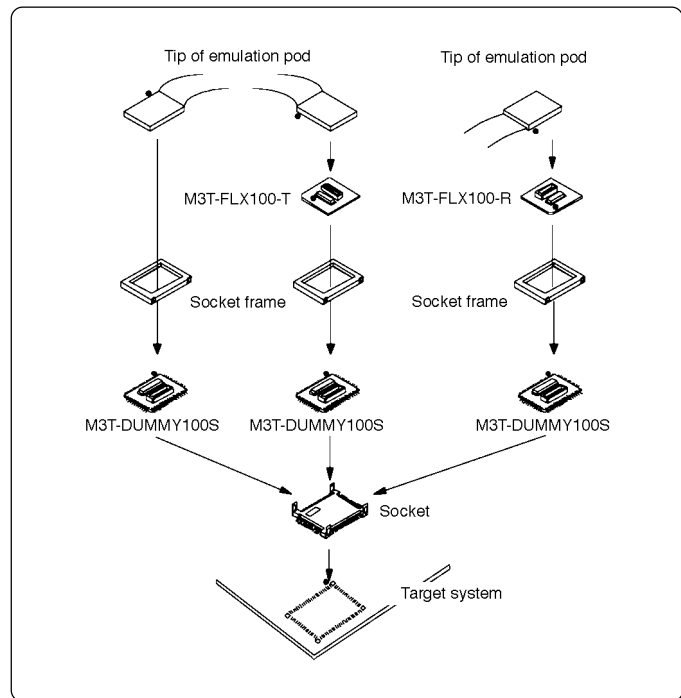 Tip of emulation pod
Tip of emulation pod
M3T-FLX100-T
M3T-FLX100-R
Socket frame
Socket frame
M3T-DUMMY100S
M3T-DUMMY100S
M3T-DUMMY100S
Socket
Target system